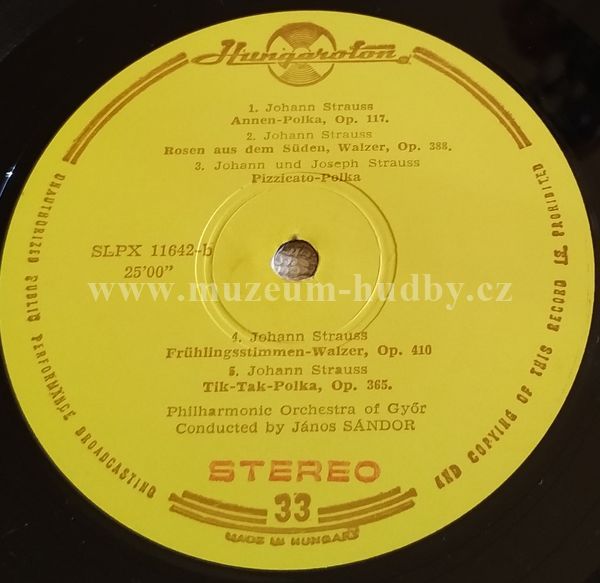 Hungaroton
1. Johann Strauss
Annen-Polka, Op. 117.
2. Johann Strauss
Rosen aus dem Süden, Walzer, Op. 388.
3. Johann und Joseph Strauss
Pizzicato-Polka
SLPX 11642-b
25'00"
www.muzeum-hudby.cz
4. Johann Strauss
Frühlingsstimmen-Walzer, Op. 410
5. Johann Strauss
Tik-Tak-Polka, Op. 365.
Philharmonic Orchestra of Győr
Conducted by János SÁNDOR
STEREO
33
MADE IN HUNGARY
UNAUTHORIZED PUBLIC PERFORMANCE BROADCASTING
AND COPYING OF THIS RECORD IS PROHIBITED